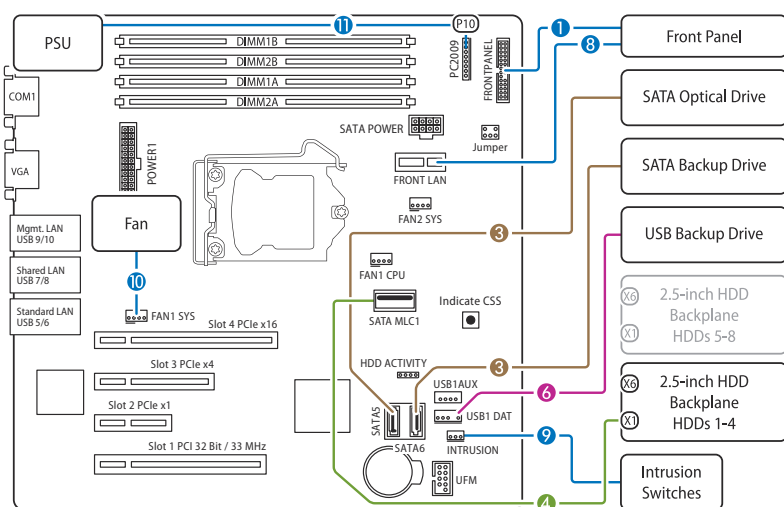 PSU
11
P10
DIMM1B
DIMM2B
DIMM1A
DIMM2A
PC2009
FRONTPANEL
1
8
Front Panel
COM1
SATA POWER
Jumper
SATA Optical Drive
POWER1
3
FRONT LAN
SATA Backup Drive
VGA
FAN2 SYS
Fan
Mgmt. LAN
USB 9/10
3
6
USB Backup Drive
Shared LAN
USB 7/8
10
FAN1 CPU
X6
2.5-inch HDD
Backplane
X1
HDDs 5-8
Standard LAN
USB 5/6
FAN1 SYS
SATA MLC1
Indicate CSS
Slot 4 PCIe x16
HDD ACTIVITY
3
Slot 3 PCIe x4
USB1AUX
6
X6
2.5-inch HDD
Backplane
X1
HDDs 1-4
Slot 2 PCIe x1
SATA5
USB1 DAT
SATA6
INTRUSION
9
Slot 1 PCI 32 Bit / 33 MHz
UFM
4
Intrusion
Switches